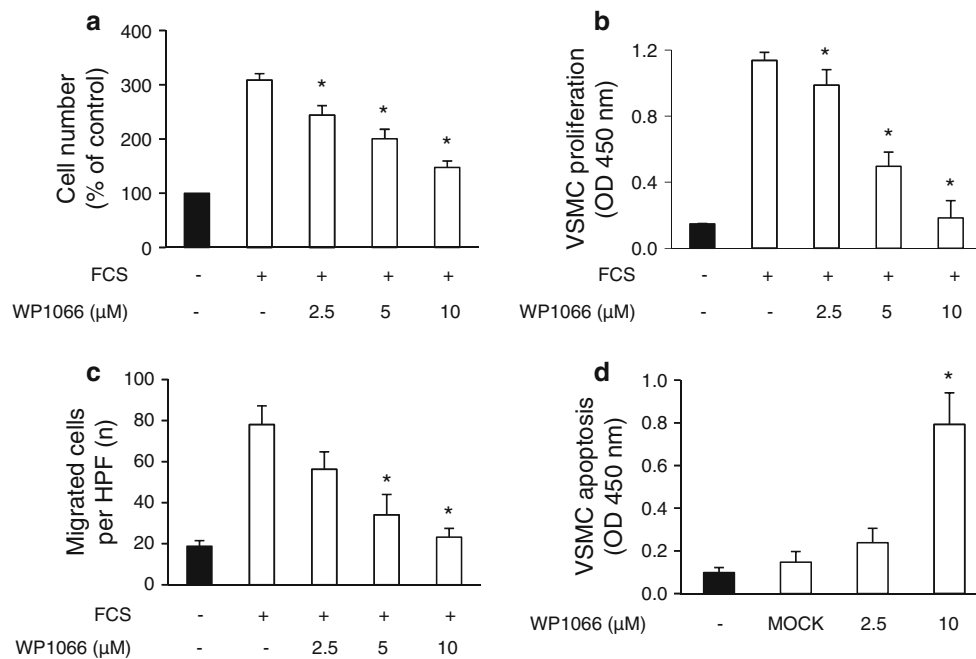 a
Cell number
(% of control)
400
300
200
100
0
* * *
FCS - + + + +
WP1066 (µM) - - 2.5 5 10
b
VSMC proliferation
(OD 450 nm)
1.2
0.8
0.4
0.0
* * *
FCS - + + + +
WP1066 (µM) - - 2.5 5 10
c
Migrated cells
per HPF (n)
100
80
60
40
20
0
* *
FCS - + + + +
WP1066 (µM) - - 2.5 5 10
d
VSMC apoptosis
(OD 450 nm)
1.0
0.8
0.6
0.4
0.2
0.0
*
WP1066 (µM) - MOCK 2.5 10